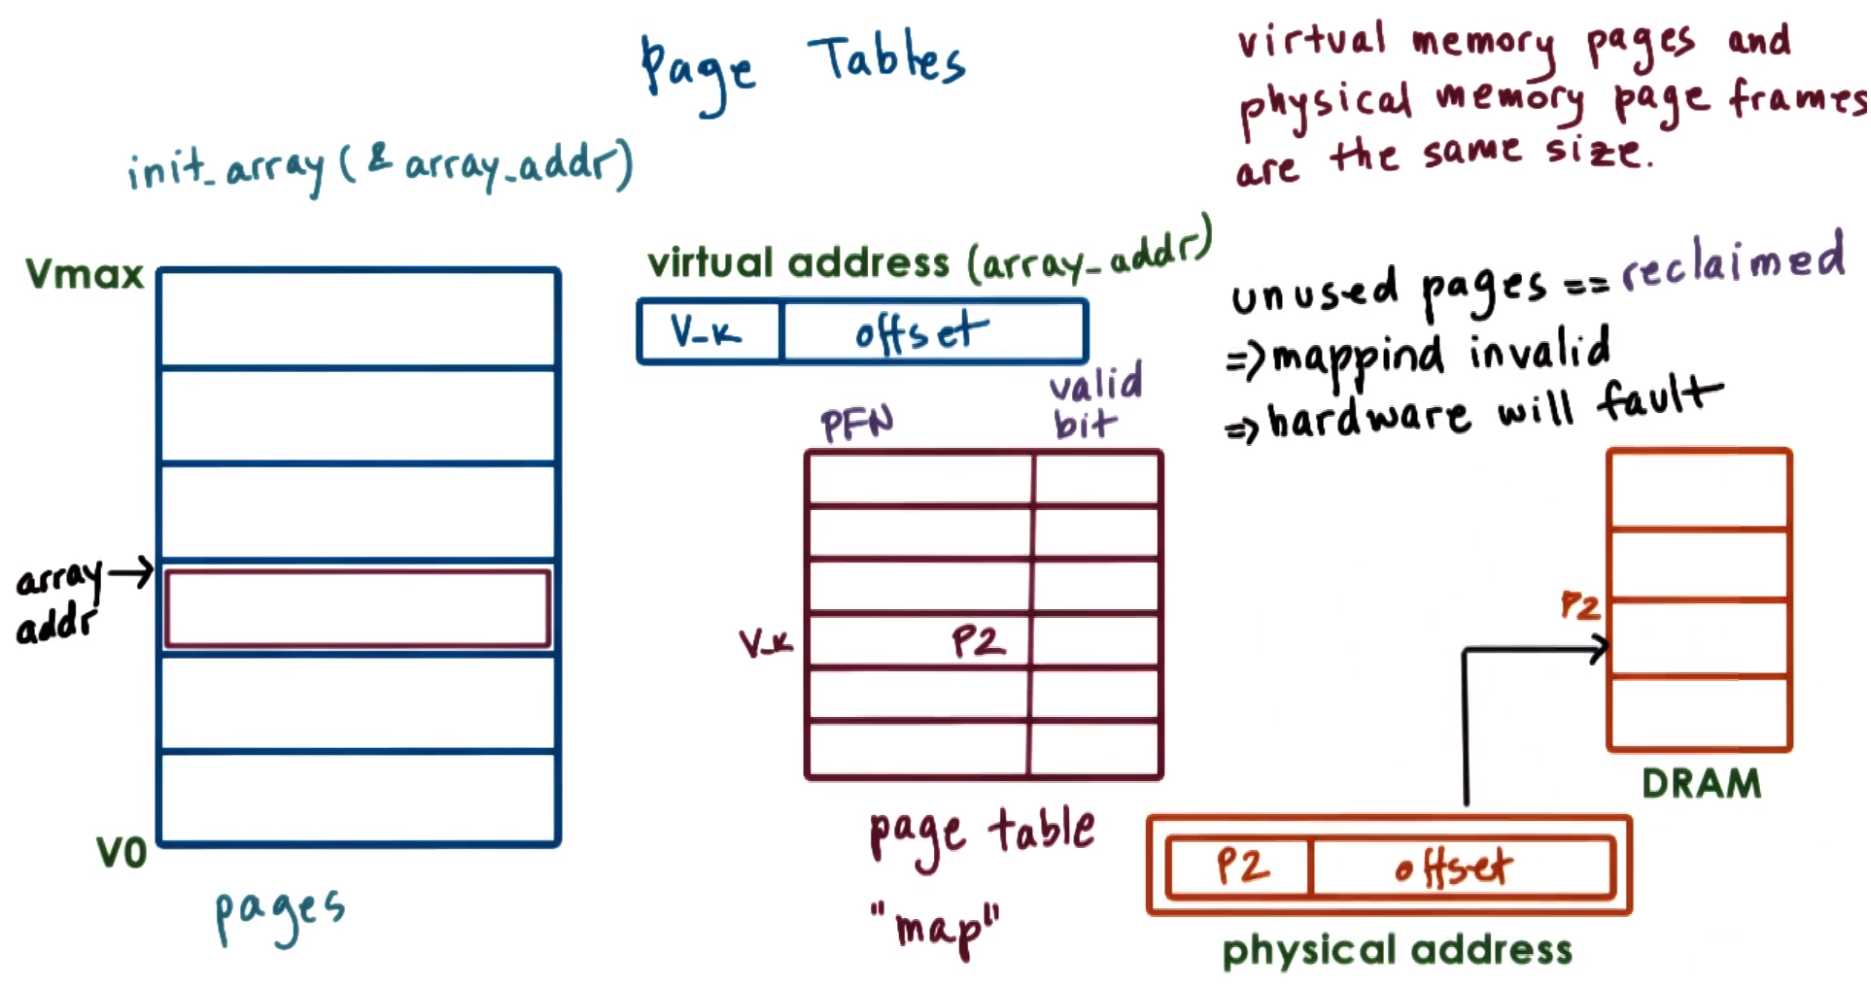 Page Tables
virtual memory pages and
physical memory page frames
are the same size.
init_array (& array_addr)
Vmax
virtual address (array_addr)
V_k offset
unused pages == reclaimed
=> mappind invalid
=> hardware will fault
PFN
valid
bit
array
addr
V_k P2
P2
V0
pages
page table
"map"
DRAM
P2 offset
physical address